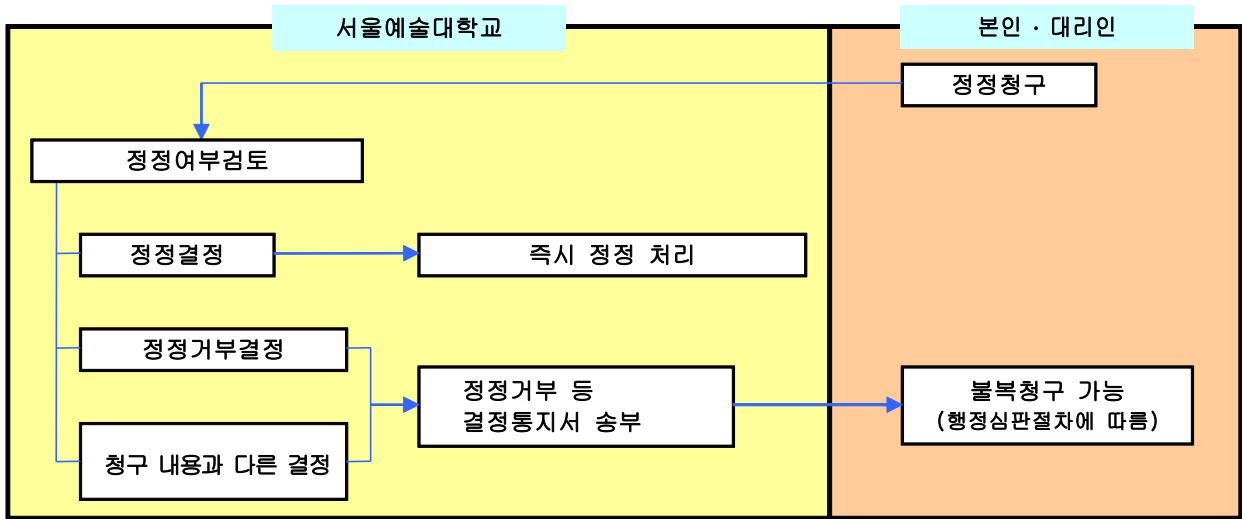 서울예술대학교
본인 · 대리인
정정청구
정정여부검토
정정결정
즉시 정정 처리
정정거부결정
정정거부 등
결정통지서 송부
불복청구 가능
(행정심판절차에 따름)
청구 내용과 다른 결정